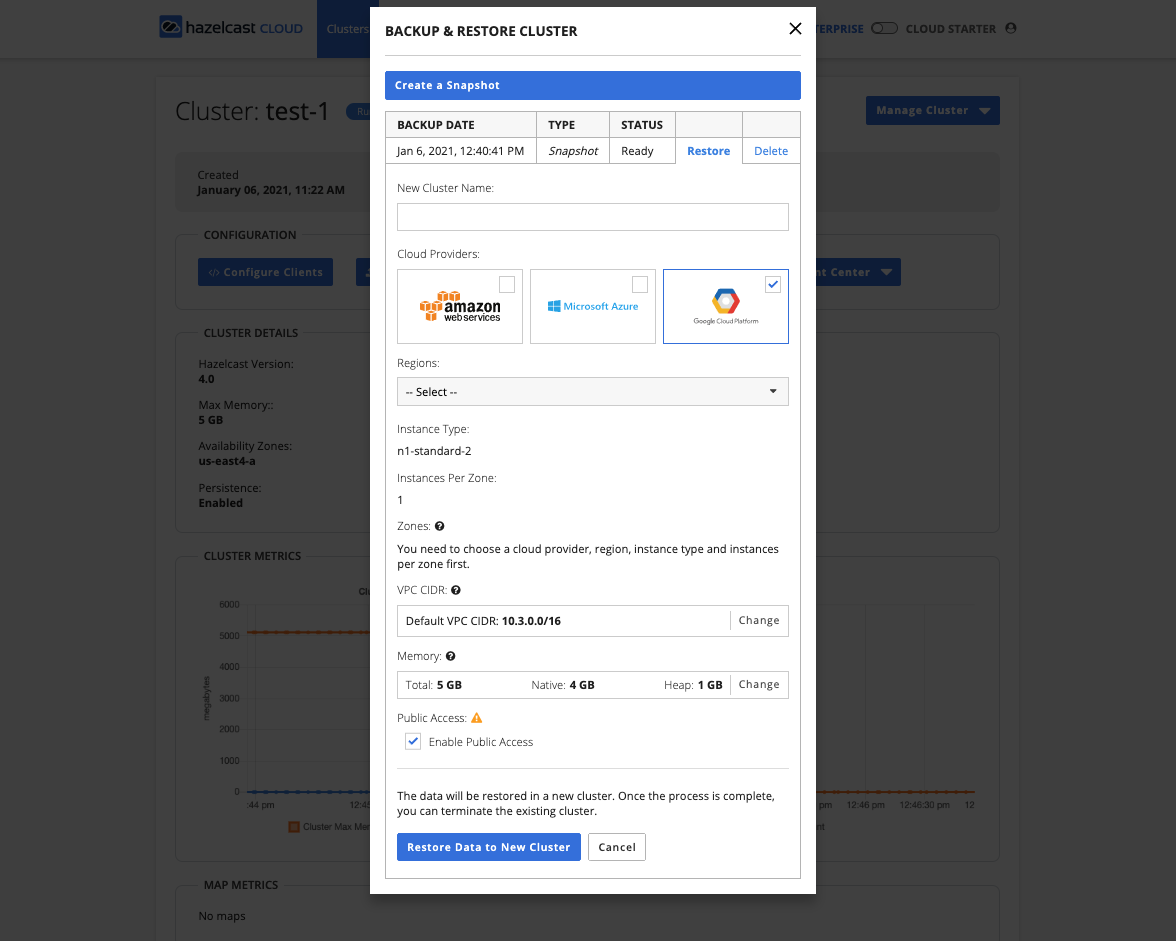 hazelcast CLOUD
Clusters
TERPRISE
CLOUD STARTER
Cluster: test-1
Ru
Manage Cluster
Created
January 06, 2021, 11:22 AM
CONFIGURATION
</> Configure Clients
nt Center
CLUSTER DETAILS
Hazelcast Version:
4.0
Max Memory::
5 GB
Availability Zones:
us-east4-a
Persistence:
Enabled
CLUSTER METRICS
Clu
6000
5000
4000
3000
2000
1000
0
megabytes
:44 pm
12:45
pm
12:46 pm
12:46:30 pm
12
Cluster Max Mem
nt
MAP METRICS
No maps
BACKUP & RESTORE CLUSTER
Create a Snapshot
BACKUP DATE TYPE STATUS
Jan 6, 2021, 12:40:41 PM Snapshot Ready Restore Delete
New Cluster Name:
Cloud Providers:
amazon
webservices
Microsoft Azure
Google Cloud Platform
Regions:
-- Select --
Instance Type:
n1-standard-2
Instances Per Zone:
1
Zones: ?
You need to choose a cloud provider, region, instance type and instances
per zone first.
VPC CIDR: ?
Default VPC CIDR: 10.3.0.0/16 Change
Memory: ?
Total: 5 GB Native: 4 GB Heap: 1 GB Change
Public Access:
Enable Public Access
The data will be restored in a new cluster. Once the process is complete,
you can terminate the existing cluster.
Restore Data to New Cluster Cancel